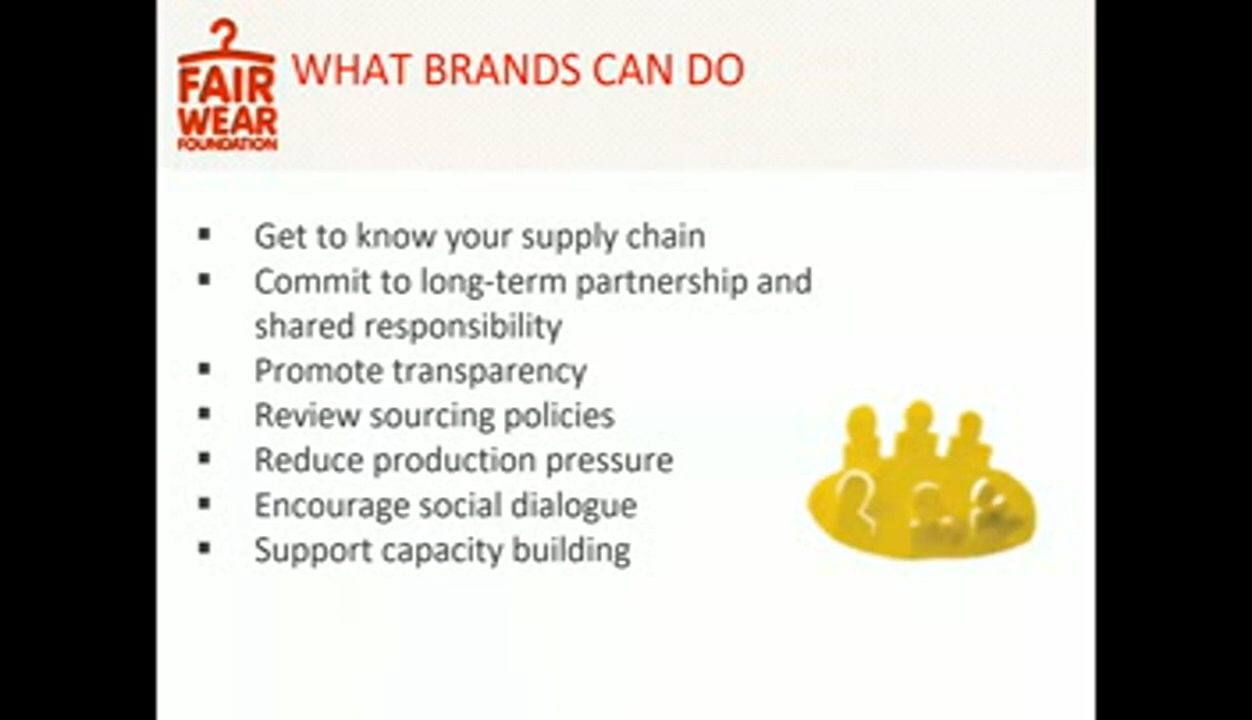 FAIR
WEAR
FOUNDATION
WHAT BRANDS CAN DO
▪ Get to know your supply chain
▪ Commit to long-term partnership and
shared responsibility
▪ Promote transparency
▪ Review sourcing policies
▪ Reduce production pressure
▪ Encourage social dialogue
▪ Support capacity building